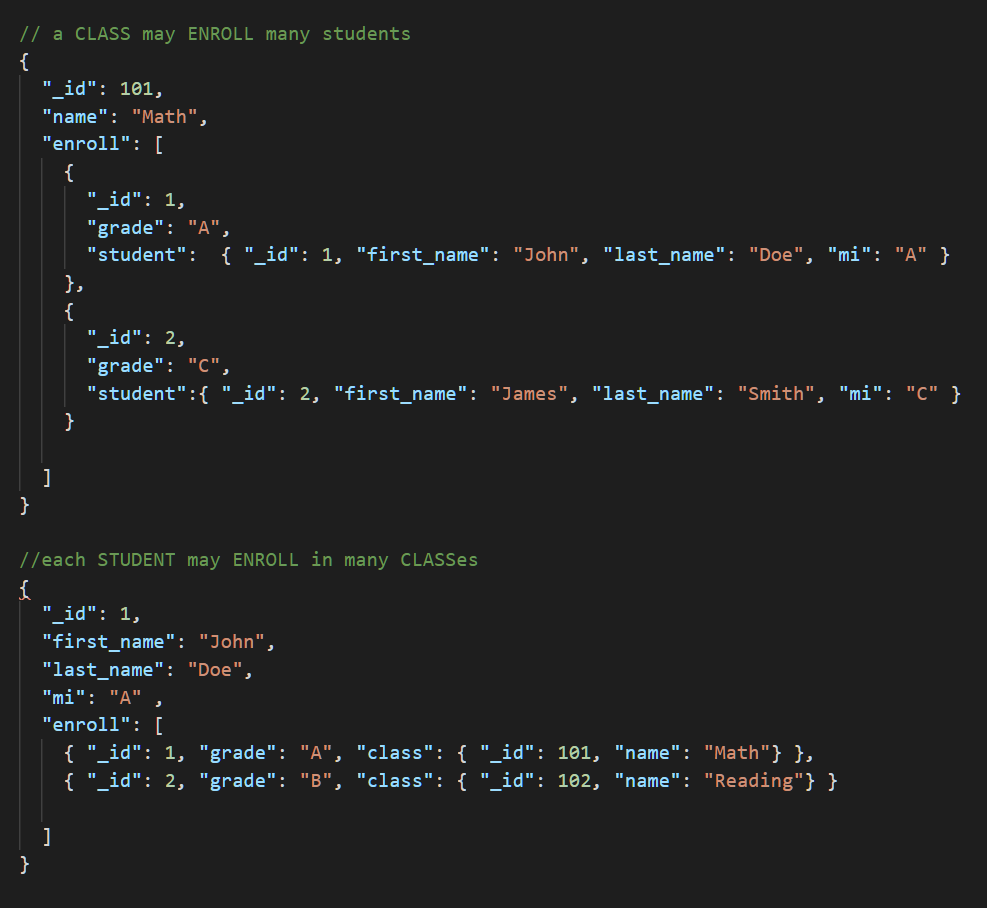 // a CLASS may ENROLL many students
{
  "_id": 101,
  "name": "Math",
  "enroll": [
    {
      "_id": 1,
      "grade": "A",
      "student":  { "_id": 1, "first_name": "John", "last_name": "Doe", "mi": "A" }
    },
    {
      "_id": 2,
      "grade": "C",
      "student":{ "_id": 2, "first_name": "James", "last_name": "Smith", "mi": "C" }
    }
  ]
}
//each STUDENT may ENROLL in many CLASSes
{
  "_id": 1,
  "first_name": "John",
  "last_name": "Doe",
  "mi": "A" ,
  "enroll": [
    { "_id": 1, "grade": "A", "class": { "_id": 101, "name": "Math"} },
    { "_id": 2, "grade": "B", "class": { "_id": 102, "name": "Reading"} }
  ]
}